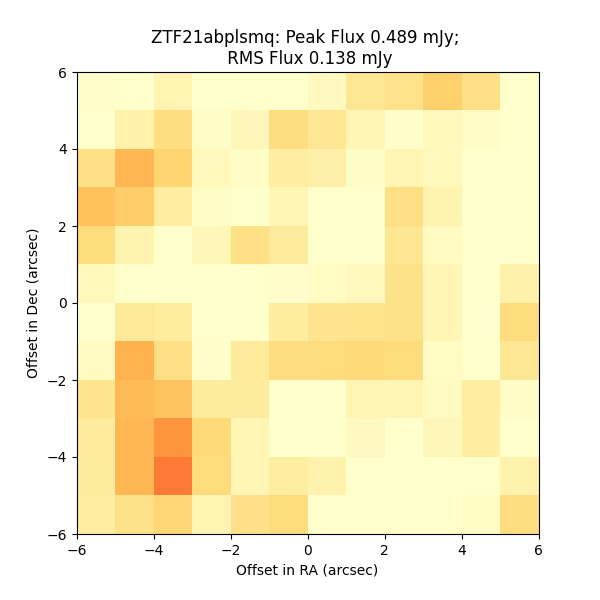 ZTF21abplsmq: Peak Flux 0.489 mJy;
RMS Flux 0.138 mJy
6
4
2
0
−2
−4
−6
Offset in Dec (arcsec)
−6 −4 −2 0 2 4 6
Offset in RA (arcsec)